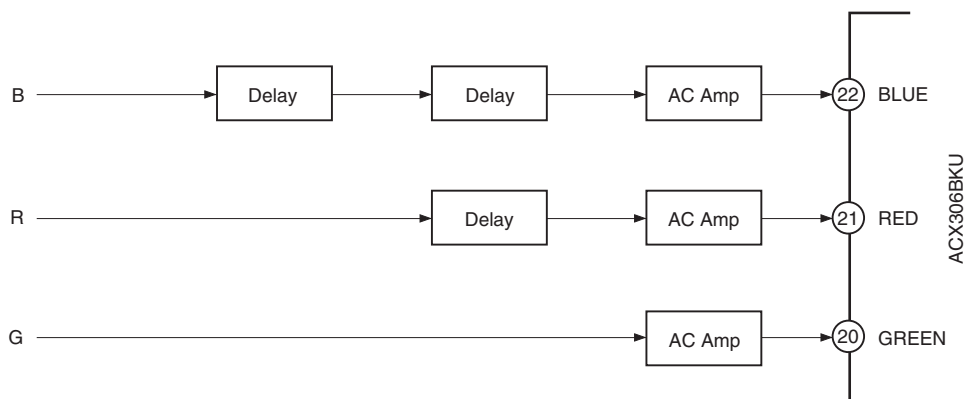 B Delay Delay AC Amp 22 BLUE
R Delay AC Amp 21 RED
G AC Amp 20 GREEN
ACX306BKU